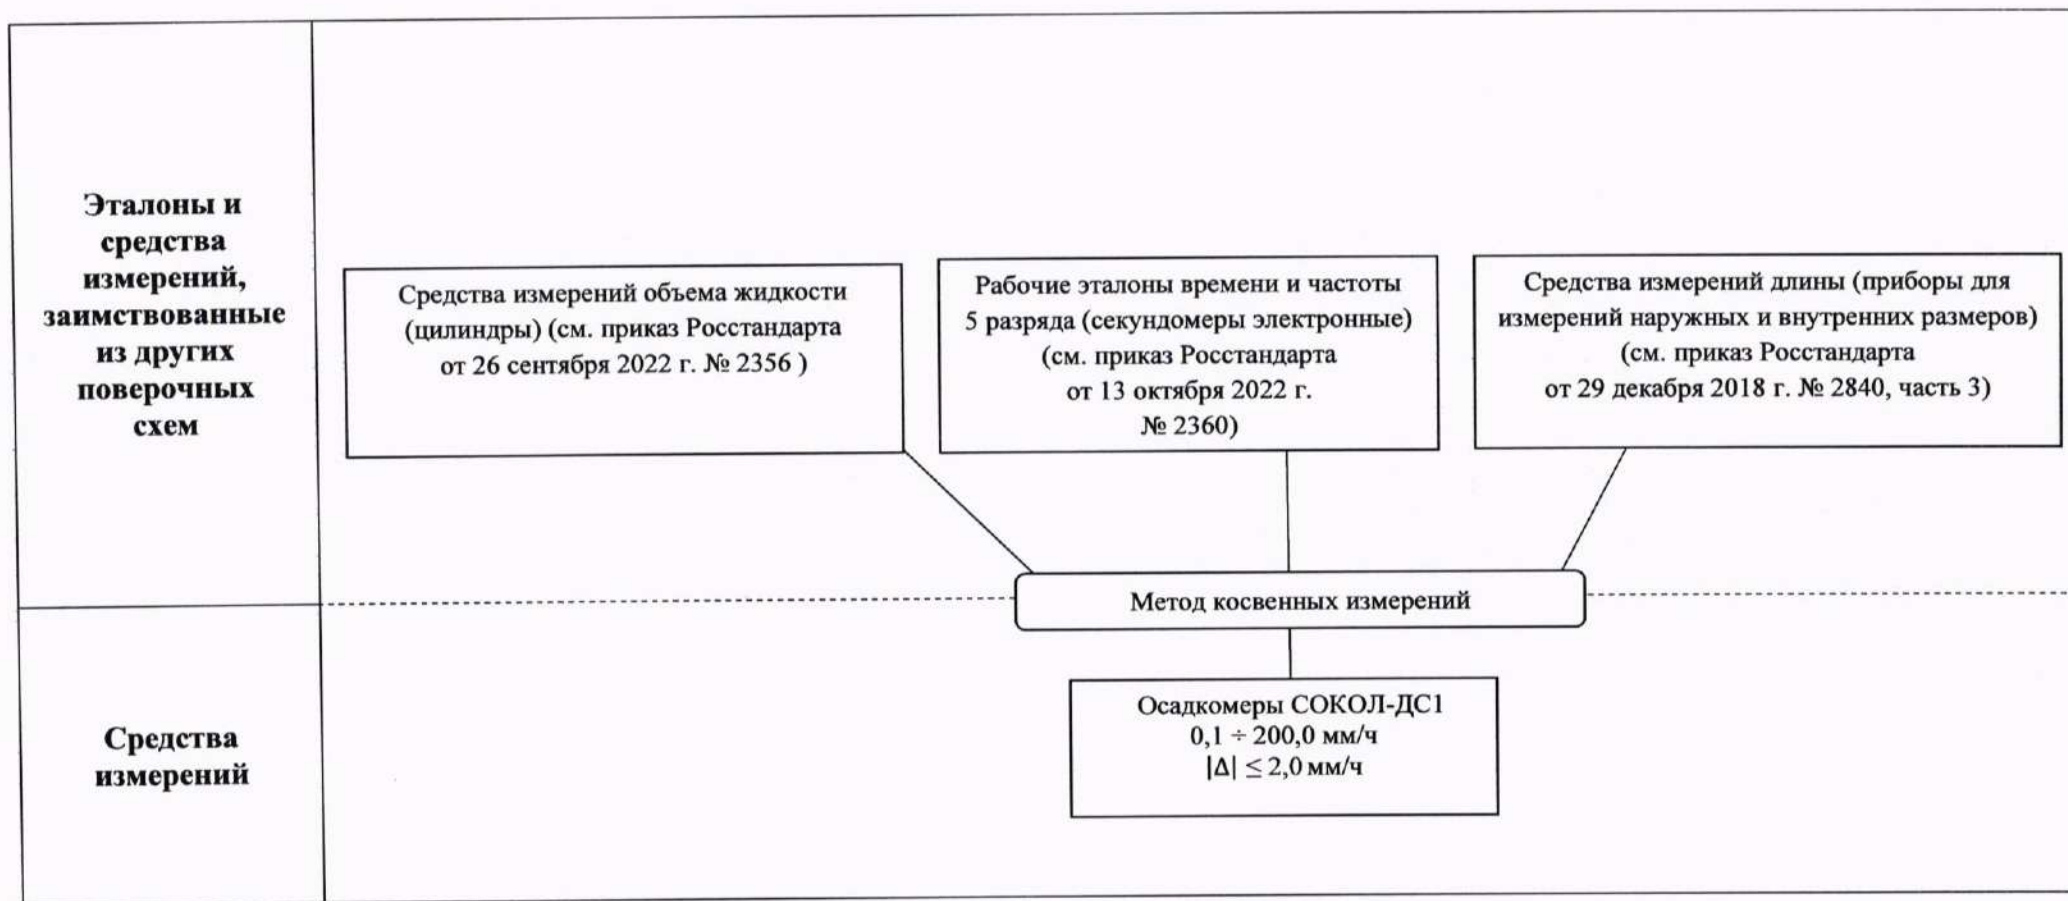 Эталоны и
средства
измерений,
заимствованные
из других
поверочных
схем
Средства измерений объема жидкости
(цилиндры) (см. приказ Росстандарта
от 26 сентября 2022 г. № 2356 )
Рабочие эталоны времени и частоты
5 разряда (секундомеры электронные)
(см. приказ Росстандарта
от 13 октября 2022 г.
№ 2360)
Средства измерений длины (приборы для
измерений наружных и внутренних размеров)
(см. приказ Росстандарта
от 29 декабря 2018 г. № 2840, часть 3)
Метод косвенных измерений
Средства
измерений
Осадкомеры СОКОЛ-ДС1
0,1 ÷ 200,0 мм/ч
|Δ| ≤ 2,0 мм/ч